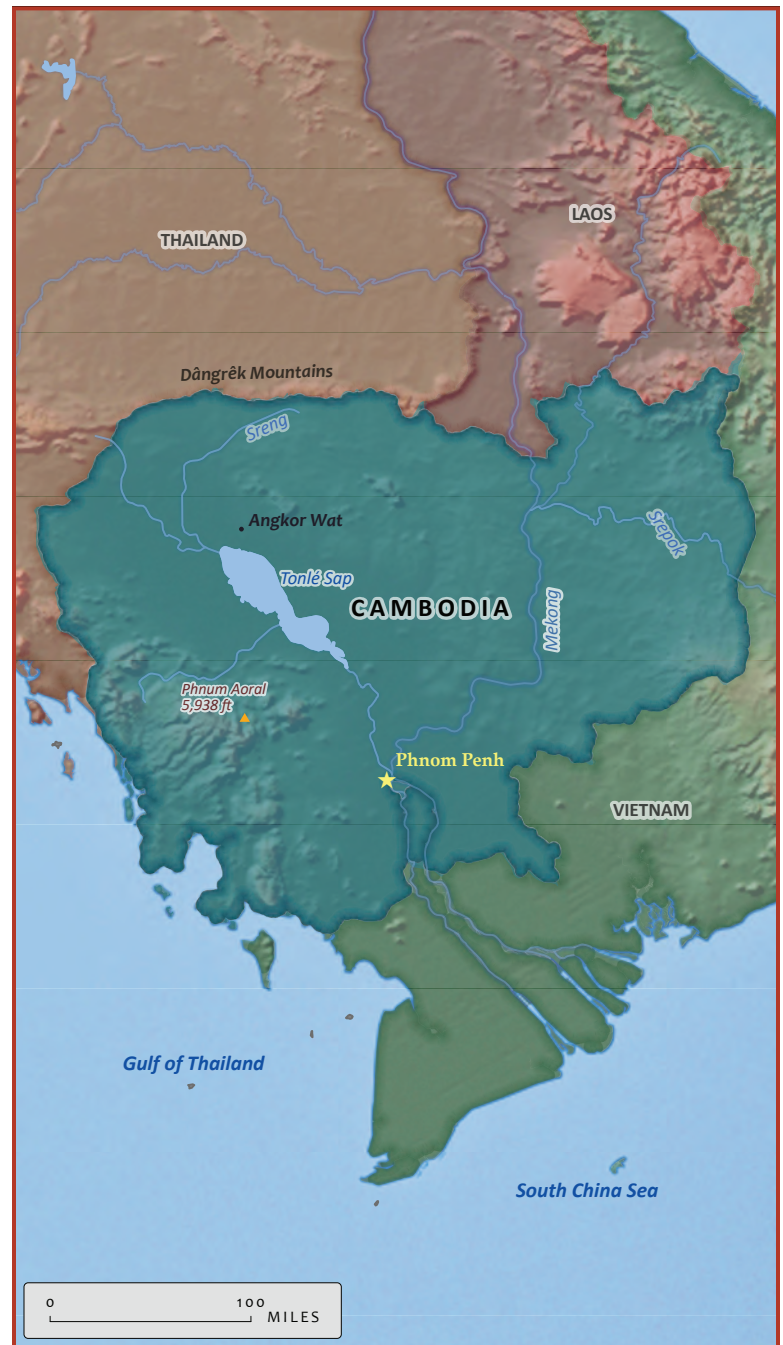 LAOS
THAILAND
Dângrêk Mountains
Sreng
Angkor Wat
Srepok
Tonlé Sap
CAMBODIA
Mekong
Phnum Aoral
5,938 ft
Phnom Penh
VIETNAM
Gulf of Thailand
South China Sea
0 100
MILES